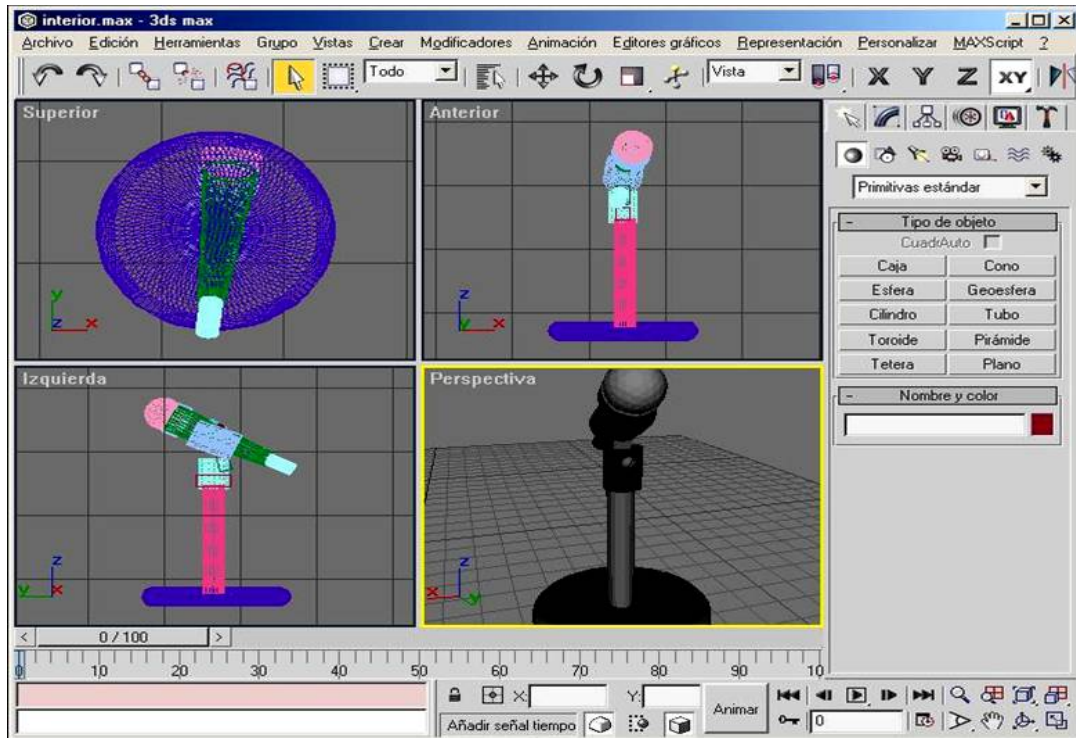 interior.max - 3ds max
Archivo Edición Herramientas Grupo Vistas Crear Modificadores Animación Editores gráficos Representación Personalizar MAXScript ?
Todo Vista X Y Z XY
Superior
Anterior
y
z x
z
y x
Primitivas estándar
- Tipo de objeto
CuadrAuto
Caja Cono
Esfera Geoesfera
Cilindro Tubo
Toroide Pirámide
Tetera Plano
- Nombre y color
Izquierda
Perspectiva
z
y x
z
x y
< 0 / 100 >
0 10 20 30 40 50 60 70 80 90 10
X: Y:
Animar
Añadir señal tiempo
0